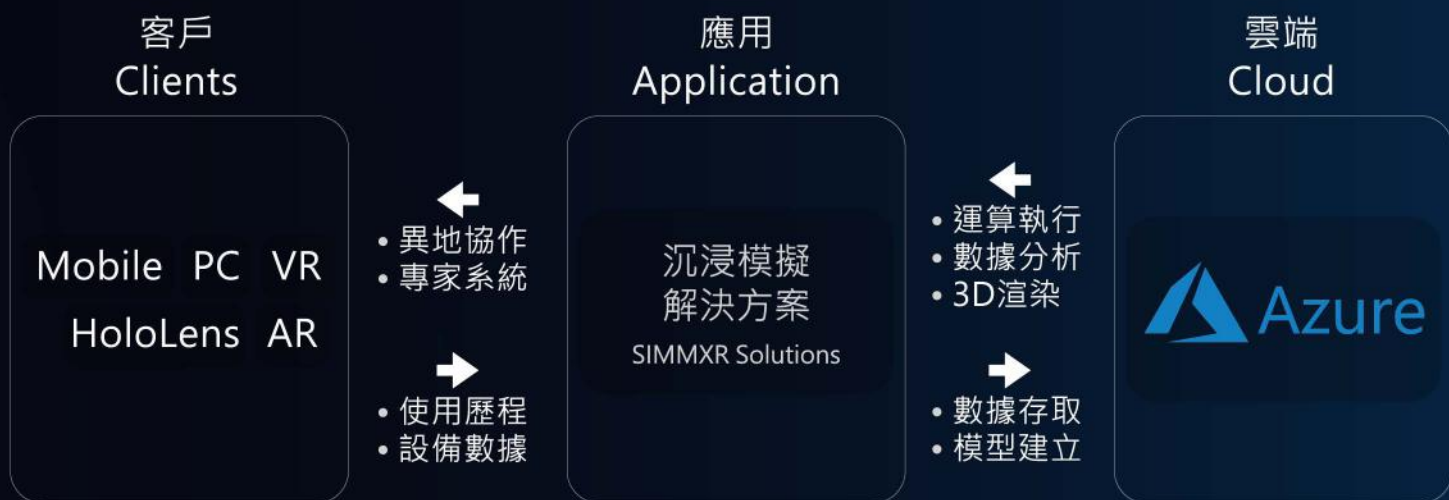 客戶
Clients
Mobile PC VR
HoloLens AR
• 異地協作
• 專家系統
• 使用歷程
• 設備數據
應用
Application
沉浸模擬
解決方案
SIMMXR Solutions
• 運算執行
• 數據分析
• 3D渲染
• 數據存取
• 模型建立
雲端
Cloud
Azure